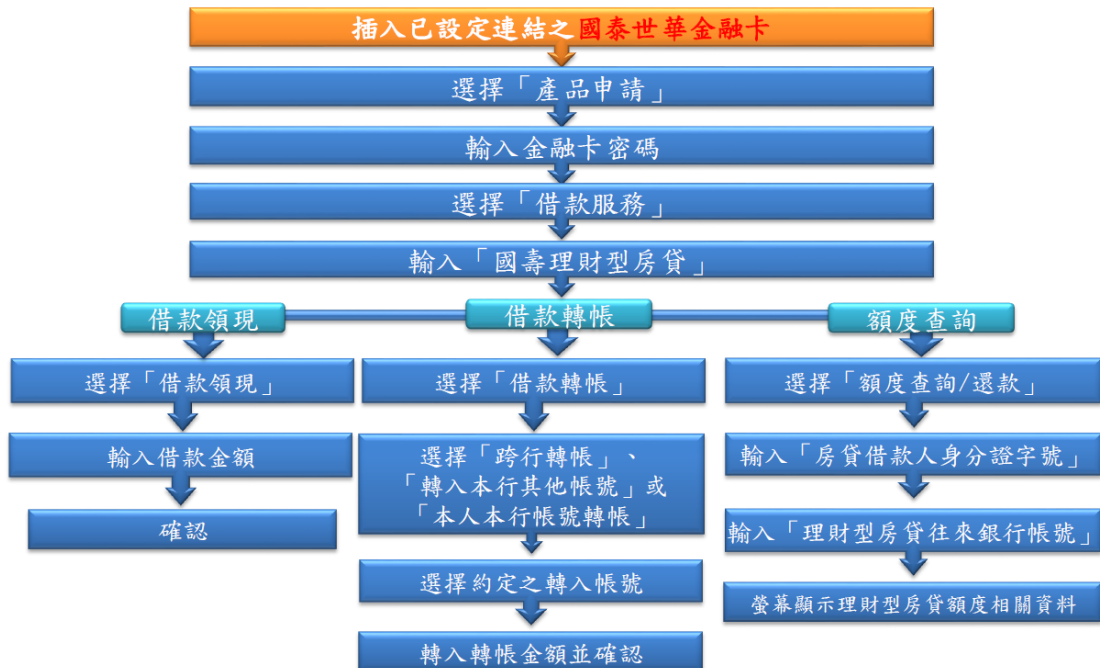 插入已設定連結之國泰世華金融卡
選擇「產品申請」
輸入金融卡密碼
選擇「借款服務」
輸入「國壽理財型房貸」
借款領現
選擇「借款領現」
輸入借款金額
確認
借款轉帳
選擇「借款轉帳」
選擇「跨行轉帳」、
「轉入本行其他帳號」或
「本人本行帳號轉帳」
選擇約定之轉入帳號
轉入轉帳金額並確認
額度查詢
選擇「額度查詢/還款」
輸入「房貸借款人身分證字號」
輸入「理財型房貸往來銀行帳號」
螢幕顯示理財型房貸額度相關資料